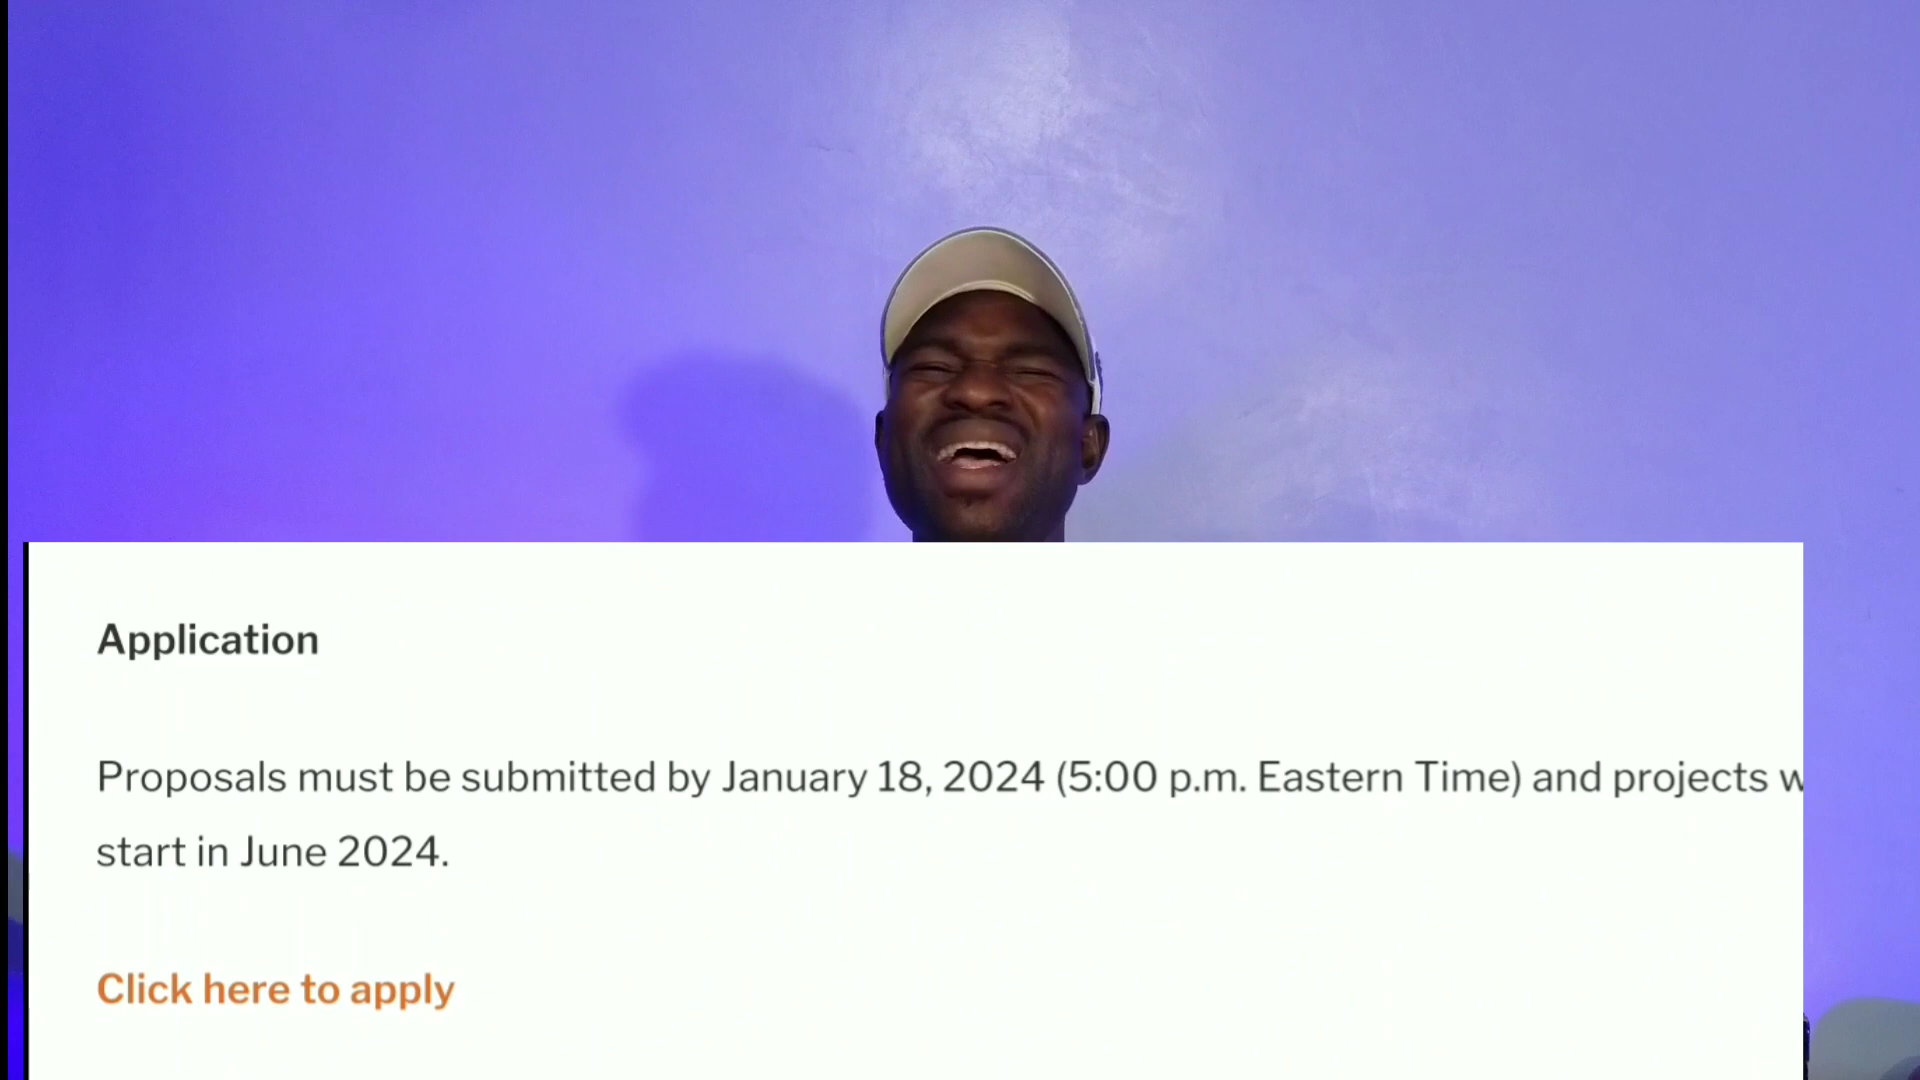 Application
Proposals must be submitted by January 18, 2024 (5:00 p.m. Eastern Time) and projects
start in June 2024.
Click here to apply